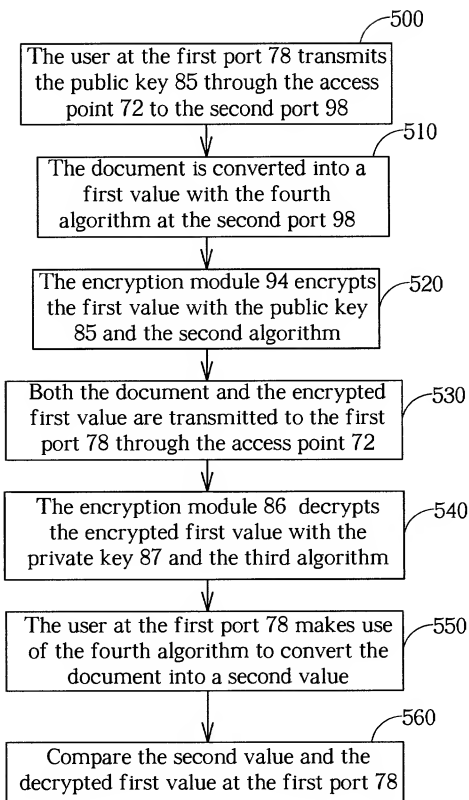 500
The user at the first port 78 transmits
the public key 85 through the access
point 72 to the second port 98
510
The document is converted into a
first value with the fourth
algorithm at the second port 98
520
The encryption module 94 encrypts
the first value with the public key
85 and the second algorithm
530
Both the document and the encrypted
first value are transmitted to the first
port 78 through the access point 72
540
The encryption module 86 decrypts
the encrypted first value with the
private key 87 and the third algorithm
550
The user at the first port 78 makes use
of the fourth algorithm to convert the
document into a second value
560
Compare the second value and the
decrypted first value at the first port 78